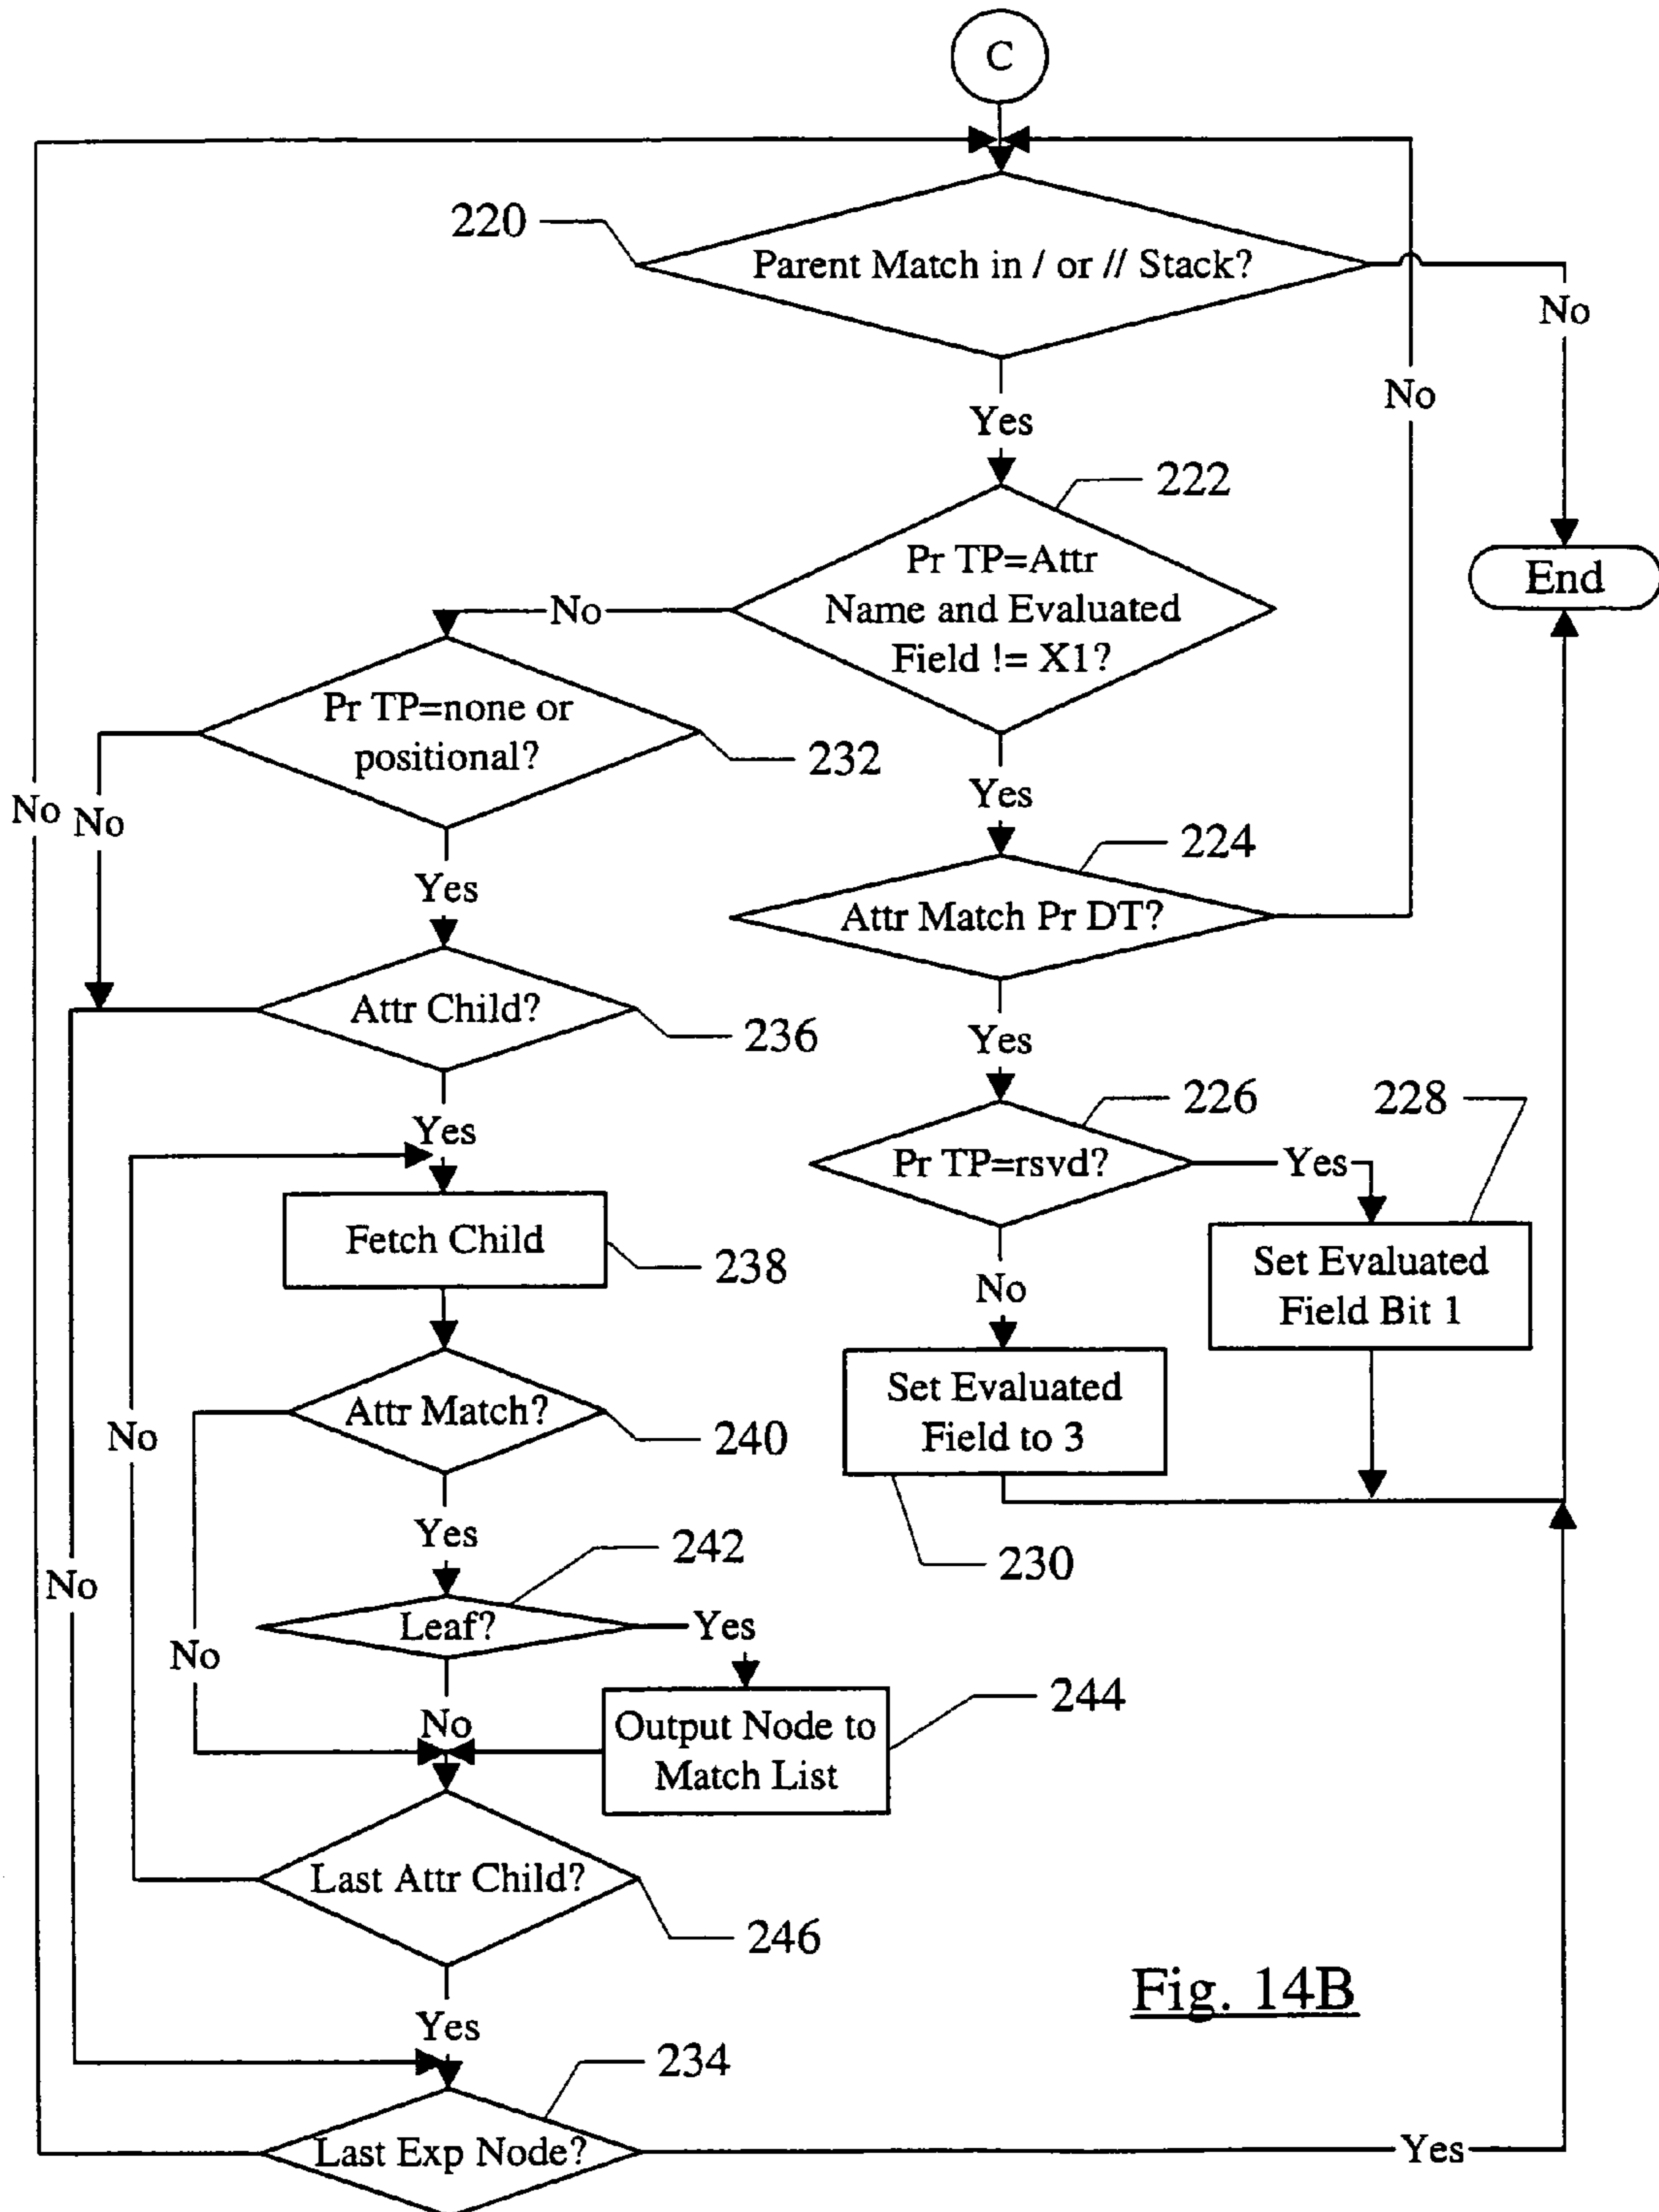 C
220
Parent Match in / or // Stack?
No
Yes
No
222
Pr TP=Attr
Name and Evaluated
Field != X1?
End
No
Pr TP=none or
positional?
232
Yes
No
No
224
Yes
Attr Match Pr DT?
Attr Child?
236
Yes
226
228
Yes
Pr TP=rsvd?
Yes
Fetch Child
238
No
Set Evaluated
Field Bit 1
Attr Match?
240
Set Evaluated
Field to 3
No
Yes
242
230
No
Leaf?
Yes
No
244
No
Output Node to
Match List
Last Attr Child?
246
Fig. 14B
Yes
234
Last Exp Node?
Yes